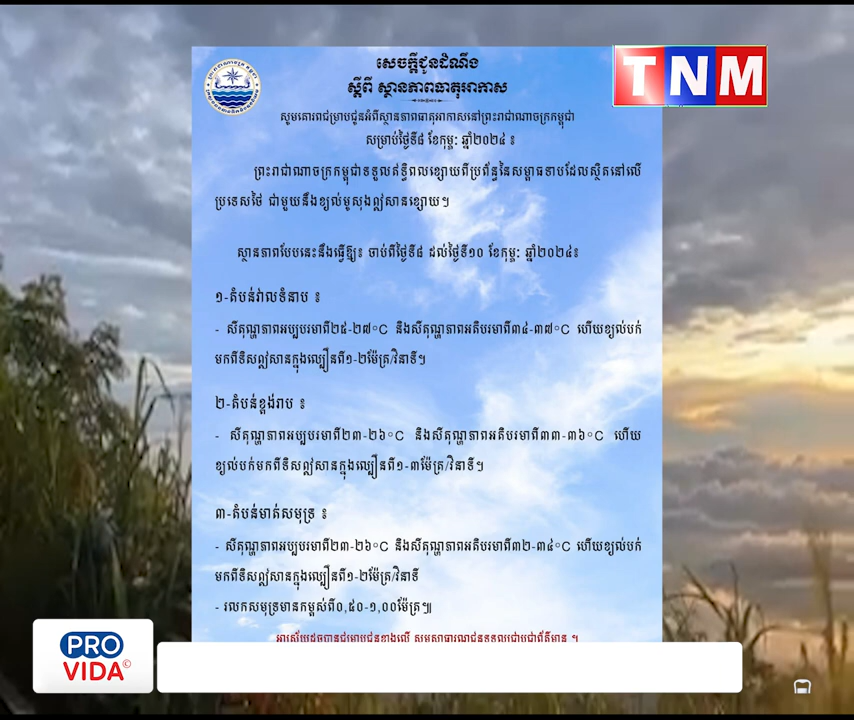 សេចក្ដីជូនដំណឹង
ស្ដីពី ស្ថានភាពធាតុអាកាស
TNM
សូមគោរពជម្រាបជូនអំពីស្ថានភាពធាតុអាកាសនៅព្រះរាជាណាចក្រកម្ពុជា
សម្រាប់ថ្ងៃទី៨ ខែកុម្ភៈ ឆ្នាំ២០២៤ ៖
ព្រះរាជាណាចក្រកម្ពុជាទទួលឥទ្ធិពលខ្សោយពីប្រព័ន្ធនៃសម្ពាធទាបដែលស្ថិតនៅលើ
ប្រទេសថៃ ជាមួយនឹងខ្យល់មូសុងឦសានខ្សោយ។
ស្ថានភាពបែបនេះនឹងធ្វើឱ្យ៖ ចាប់ពីថ្ងៃទី៨ ដល់ថ្ងៃទី១០ ខែកុម្ភៈ ឆ្នាំ២០២៤៖
១-តំបន់វាលទំនាប ៖
- សីតុណ្ហភាពអប្បបរមាពី២៥-២៧°C និងសីតុណ្ហភាពអតិបរមាពី៣៤-៣៧°C ហើយខ្យល់បក់
មកពីទិសឦសានក្នុងល្បឿនពី១-២ម៉ែត្រ/វិនាទី។
២-តំបន់ខ្ពង់រាប ៖
- សីតុណ្ហភាពអប្បបរមាពី២៣-២៦°C និងសីតុណ្ហភាពអតិបរមាពី៣៣-៣៦°C ហើយ
ខ្យល់បក់មកពីទិសឦសានក្នុងល្បឿនពី១-៣ម៉ែត្រ/វិនាទី។
៣-តំបន់មាត់សមុទ្រ ៖
- សីតុណ្ហភាពអប្បបរមាពី២៣-២៦°C និងសីតុណ្ហភាពអតិបរមាពី៣២-៣៤°C ហើយខ្យល់បក់
មកពីទិសឦសានក្នុងល្បឿនពី១-២ម៉ែត្រ/វិនាទី
- រលកសមុទ្រមានកម្ពស់ពី០,៥០-១,០០ម៉ែត្រ៕
PRO
VIDA©